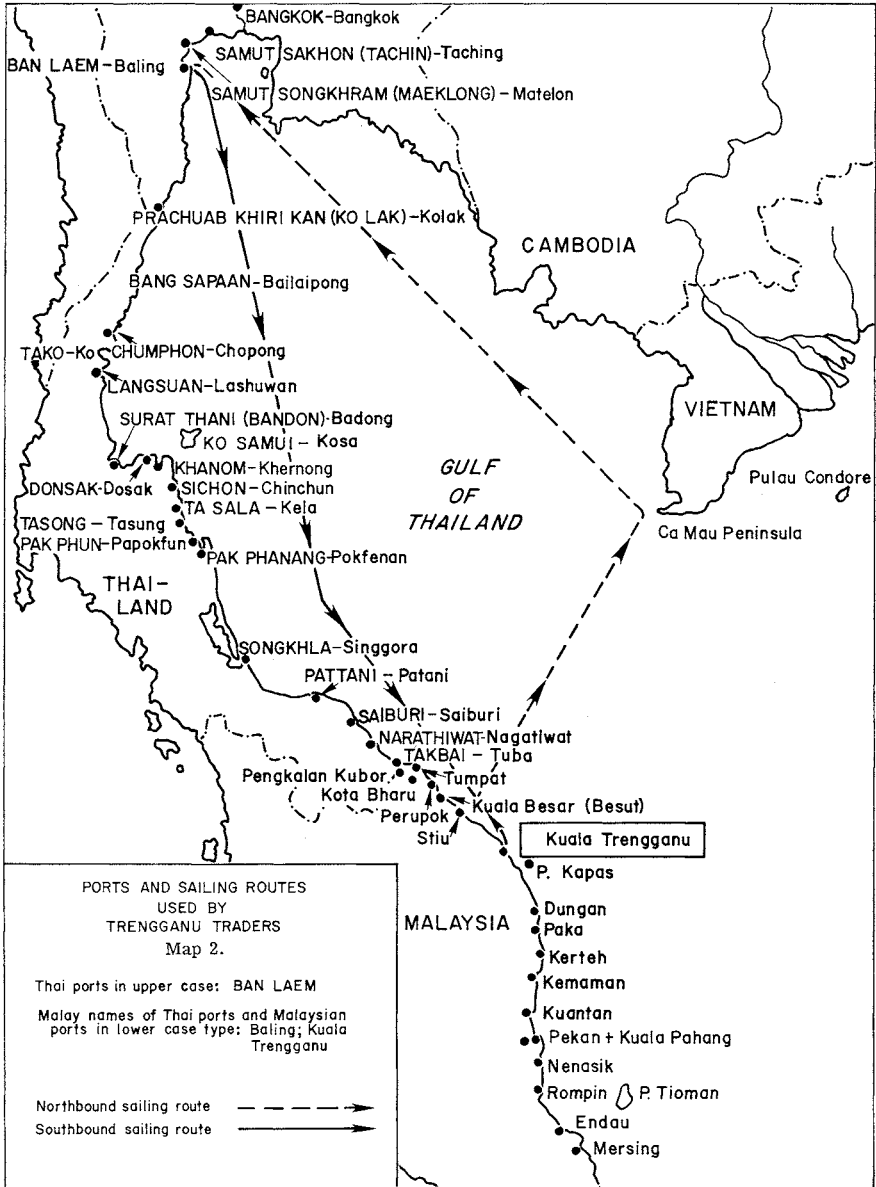 BANGKOK-Bangkok
SAMUT SAKHON (TACHIN)-Taching
BAN LAEM-Baling
SAMUT SONGKHRAM (MAEKLONG)-Matelon
PRACHUAB KHIRI KAN (KO LAK)-Kolak
CAMBODIA
BANG SAPAAN-Bailaipong
TAKO-Ko
CHUMPHON-Chopong
LANGSUAN-Lashuwan
VIETNAM
SURAT THANI (BANDON)-Badong
KO SAMUI-Kosa
GULF
OF
THAILAND
KHANOM-Khernong
Pulau Condore
DONSAK-Dosak
SICHON-Chinchun
TA SALA-Kela
TASONG-Tasung
Ca Mau Peninsula
PAK PHUN-Papokfun
PAK PHANANG-Pokfenan
THAI-
LAND
SONGKHLA-Singgora
PATTANI-Patani
SAIBURI-Saiburi
NARATHIWAT-Nagatiwat
TAKBAI-Tuba
Pengkalan Kubor
Tumpat
Kota Bharu
Kuala Besar (Besut)
Perupok
Stiu
Kuala Trengganu
P. Kapas
MALAYSIA
Dungan
Paka
Kerteh
Kemaman
Kuantan
Pekan + Kuala Pahang
Nenasik
Rompin
P. Tioman
Endau
Mersing
PORTS AND SAILING ROUTES
USED BY
TRENGGANU TRADERS
Map 2.
Thai ports in upper case: BAN LAEM
Malay names of Thai ports and Malaysian
ports in lower case type: Baling; Kuala
Trengganu
Northbound sailing route
Southbound sailing route